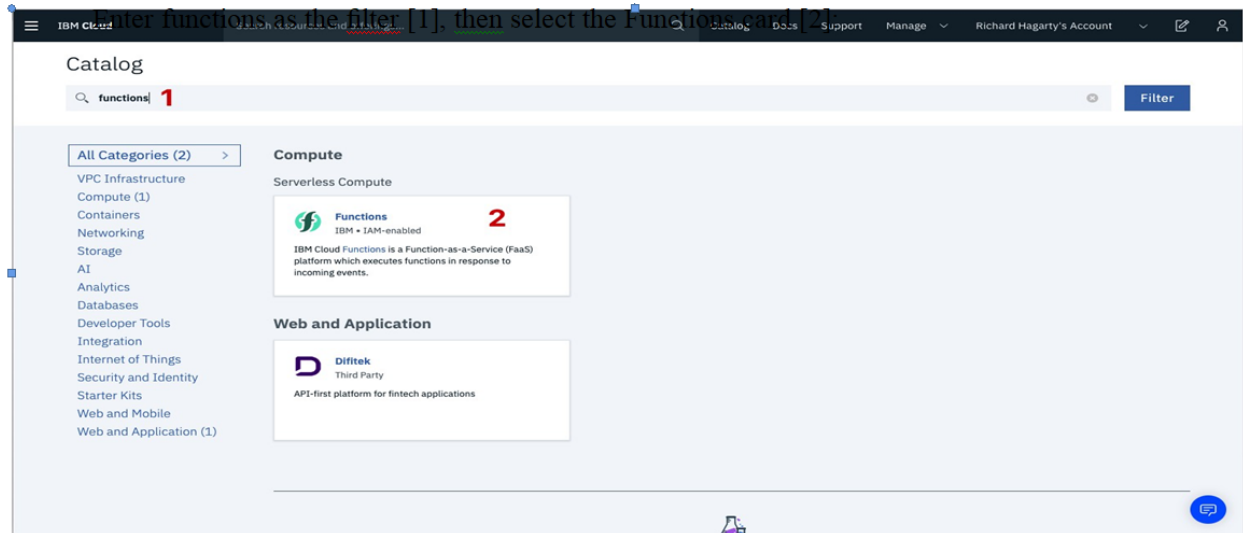 Enter functions as the filter [1], then select the Functions card [2]:
IBM Cloud Search resources and offerings... Catalog Docs Support Manage Richard Hagarty's Account
Catalog
functions 1 Filter
All Categories (2) >
VPC Infrastructure
Compute (1)
Containers
Networking
Storage
AI
Analytics
Databases
Developer Tools
Integration
Internet of Things
Security and Identity
Starter Kits
Web and Mobile
Web and Application (1)
Compute
Serverless Compute
Functions 2
IBM • IAM-enabled
IBM Cloud Functions is a Function-as-a-Service (FaaS)
platform which executes functions in response to
incoming events.
Web and Application
Difitek
Third Party
API-first platform for fintech applications